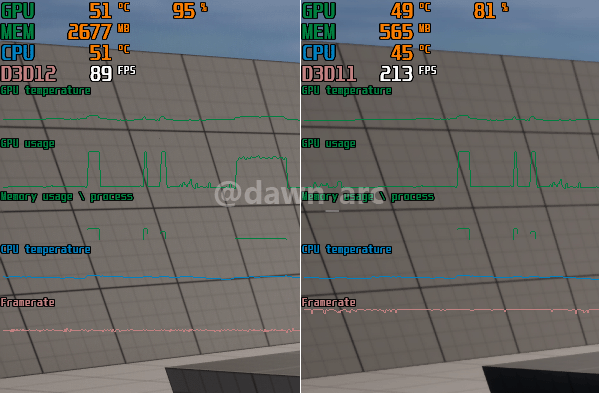 GPU 51 °C 95 %
MEM 2677 MB
CPU 51 °C
D3D12 89 FPS
GPU temperature
GPU usage
Memory usage \ process
CPU temperature
Framerate
GPU 49 °C 81 %
MEM 565 MB
CPU 45 °C
D3D11 213 FPS
GPU temperature
GPU usage
Memory usage \ process
CPU temperature
Framerate
@dawn_arc